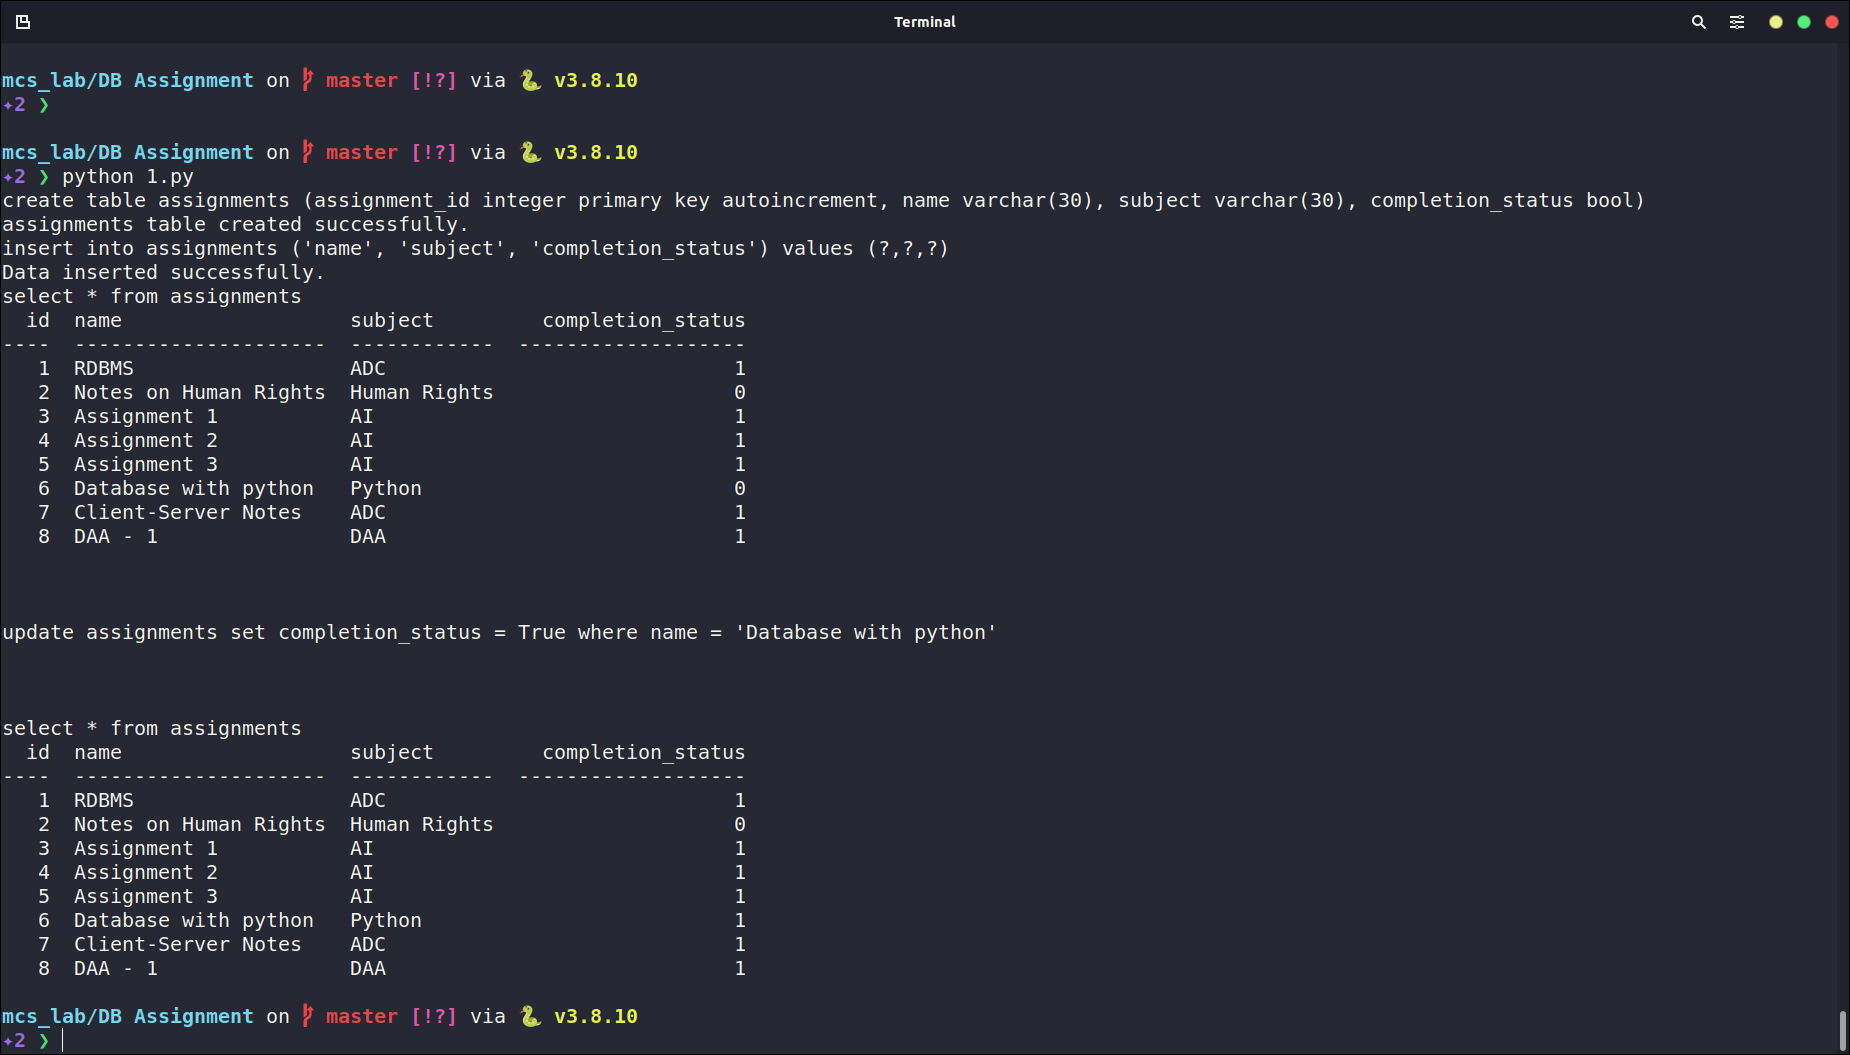 Terminal
mcs_lab/DB Assignment on master [!?] via 🐍 v3.8.10
✦2 ❯
mcs_lab/DB Assignment on master [!?] via 🐍 v3.8.10
✦2 ❯ python 1.py
create table assignments (assignment_id integer primary key autoincrement, name varchar(30), subject varchar(30), completion_status bool)
assignments table created successfully.
insert into assignments ('name', 'subject', 'completion_status') values (?,?,?)
Data inserted successfully.
select * from assignments
  id  name                   subject         completion_status
----  ---------------------  ------------  -------------------
   1  RDBMS                  ADC                             1
   2  Notes on Human Rights  Human Rights                    0
   3  Assignment 1           AI                              1
   4  Assignment 2           AI                              1
   5  Assignment 3           AI                              1
   6  Database with python   Python                          0
   7  Client-Server Notes    ADC                             1
   8  DAA - 1                DAA                             1
update assignments set completion_status = True where name = 'Database with python'
select * from assignments
  id  name                   subject         completion_status
----  ---------------------  ------------  -------------------
   1  RDBMS                  ADC                             1
   2  Notes on Human Rights  Human Rights                    0
   3  Assignment 1           AI                              1
   4  Assignment 2           AI                              1
   5  Assignment 3           AI                              1
   6  Database with python   Python                          1
   7  Client-Server Notes    ADC                             1
   8  DAA - 1                DAA                             1
mcs_lab/DB Assignment on master [!?] via 🐍 v3.8.10
✦2 ❯